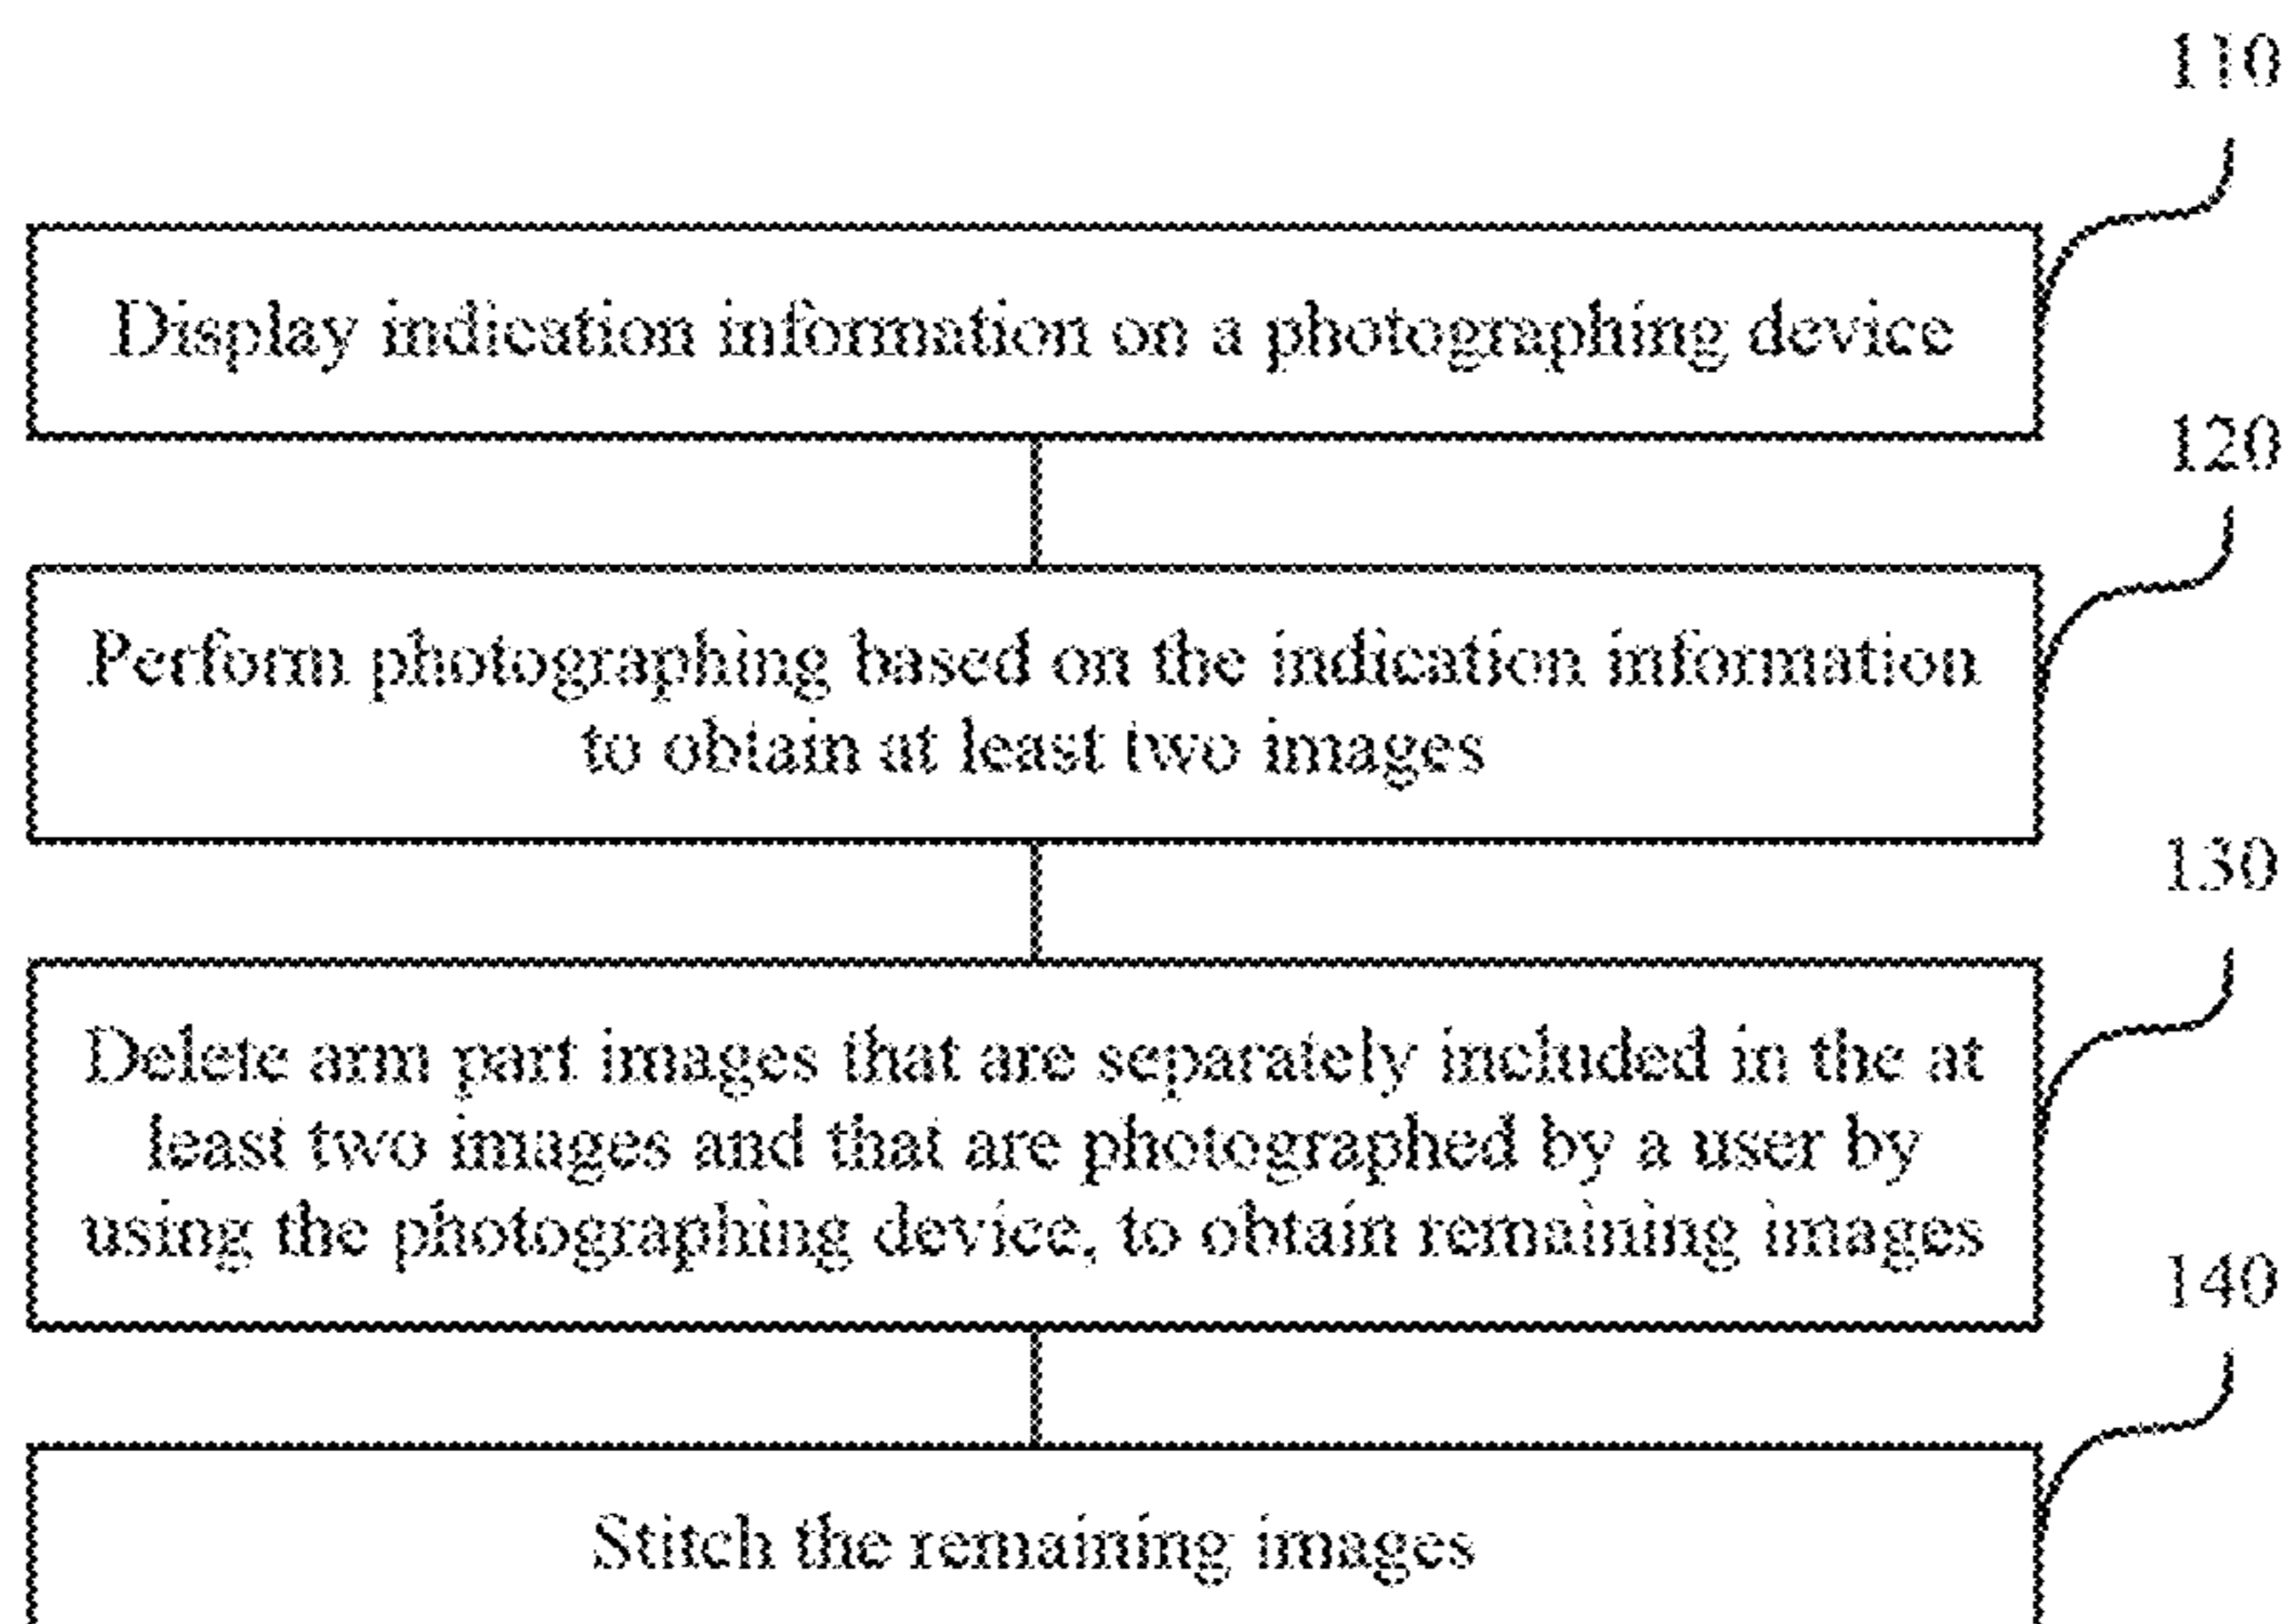 110
Display indication information on a photographing device
120
Perform photographing based on the indication information
to obtain at least two images
130
Delete arm part images that are separately included in the at
least two images and that are photographed by a user by
using the photographing device, to obtain remaining images
140
Stitch the remaining images